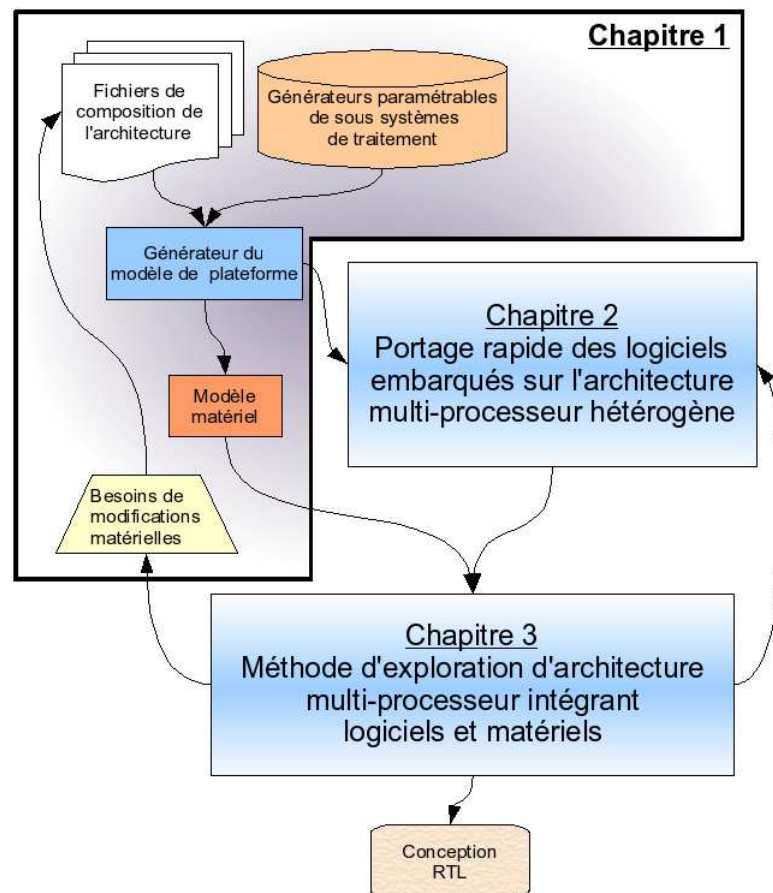 Chapitre 1
Fichiers de
composition de
l'architecture
Générateurs paramétrables
de sous systèmes
de traitement
Générateur du
modèle de plateforme
Chapitre 2
Portage rapide des logiciels
embarqués sur l'architecture
multi-processeur hétérogène
Modèle
matériel
Besoins de
modifications
matérielles
Chapitre 3
Méthode d'exploration d'architecture
multi-processeur intégrant
logiciels et matériels
Conception
RTL